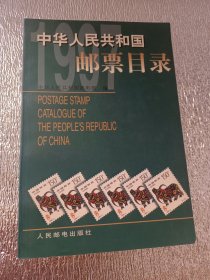 1997
中华人民共和国
邮票目录
POSTAGE STAMP
CATALOGUE OF
THE PEOPLE'S REPUBLIC
OF CHINA
人民邮电出版社